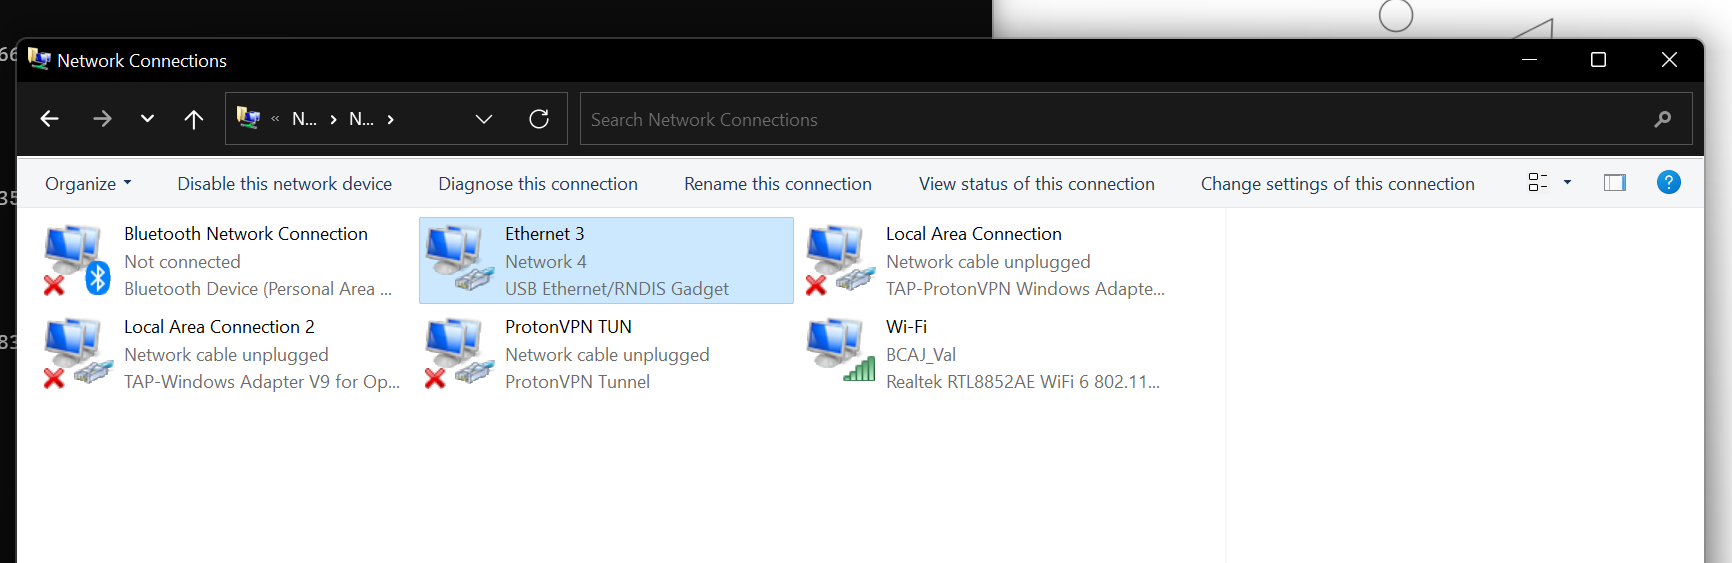 66
Network Connections
« N... > N... >
Search Network Connections
Organize
Disable this network device
Diagnose this connection
Rename this connection
View status of this connection
Change settings of this connection
?
35
Bluetooth Network Connection
Not connected
Bluetooth Device (Personal Area ...
Ethernet 3
Network 4
USB Ethernet/RNDIS Gadget
Local Area Connection
Network cable unplugged
TAP-ProtonVPN Windows Adapte...
83
Local Area Connection 2
Network cable unplugged
TAP-Windows Adapter V9 for Op...
ProtonVPN TUN
Network cable unplugged
ProtonVPN Tunnel
Wi-Fi
BCAJ_Val
Realtek RTL8852AE WiFi 6 802.11...